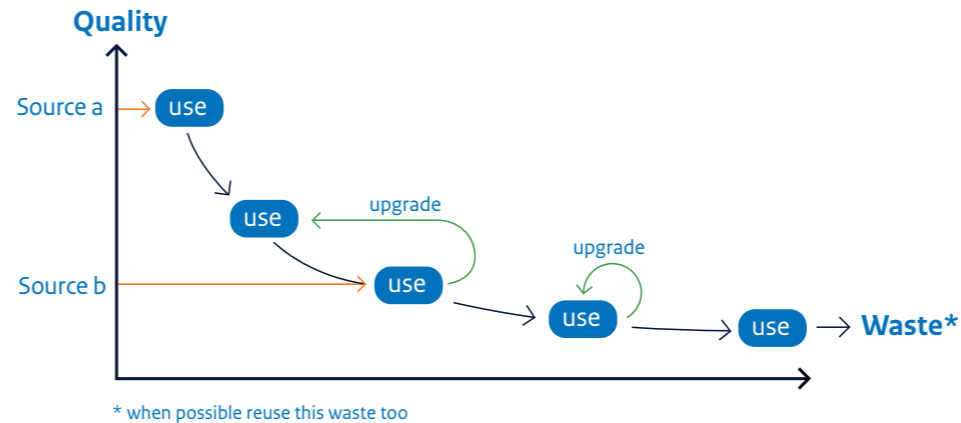 Quality
Source a
use
use
upgrade
upgrade
Source b
use
use
use
Waste*
* when possible reuse this waste too